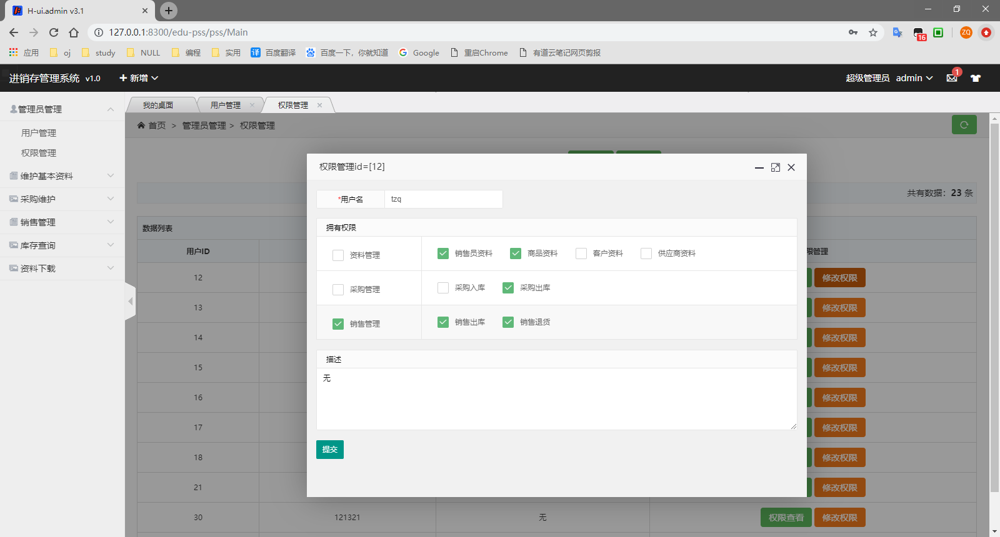 H-ui.admin v3.1
127.0.0.1:8300/edu-pss/pss/Main
16
ZQ
应用 oj study NULL 编程 实用 译 百度翻译 百度一下，你就知道 G Google 重启Chrome 有道云笔记网页剪报
进销存管理系统 v1.0 新增 超级管理员 admin 1
管理员管理
用户管理
权限管理
维护基本资料
采购维护
销售管理
库存查询
资料下载
我的桌面 用户管理 权限管理
首页 > 管理员管理 > 权限管理
共有数据：23 条
数据列表
用户ID 限管理
12 修改权限
13 修改权限
14 修改权限
15 修改权限
16 修改权限
17 修改权限
18 修改权限
21 修改权限
30 121321 无 权限查看 修改权限
权限管理id=[12]
*用户名 tzq
拥有权限
资料管理 销售员资料 商品资料 客户资料 供应商资料
采购管理 采购入库 采购出库
销售管理 销售出库 销售退货
描述
无
提交